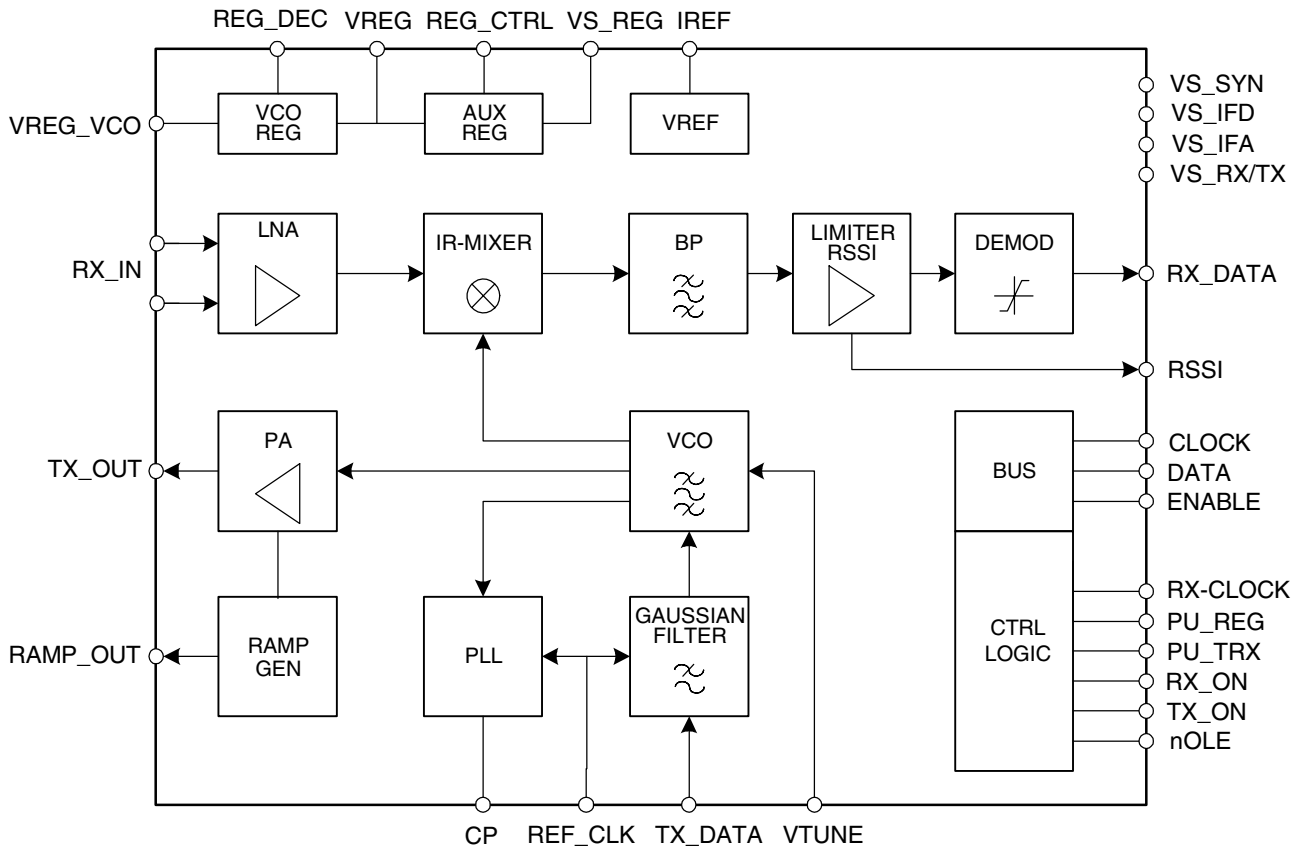 REG_DEC VREG REG_CTRL VS_REG IREF
VREG_VCO
VCO
REG
AUX
REG
VREF
VS_SYN
VS_IFD
VS_IFA
VS_RX/TX
RX_IN
LNA
IR-MIXER
BP
LIMITER
RSSI
DEMOD
RX_DATA
RSSI
TX_OUT
PA
VCO
BUS
CLOCK
DATA
ENABLE
RAMP_OUT
RAMP
GEN
PLL
GAUSSIAN
FILTER
CTRL
LOGIC
RX-CLOCK
PU_REG
PU_TRX
RX_ON
TX_ON
nOLE
CP REF_CLK TX_DATA VTUNE